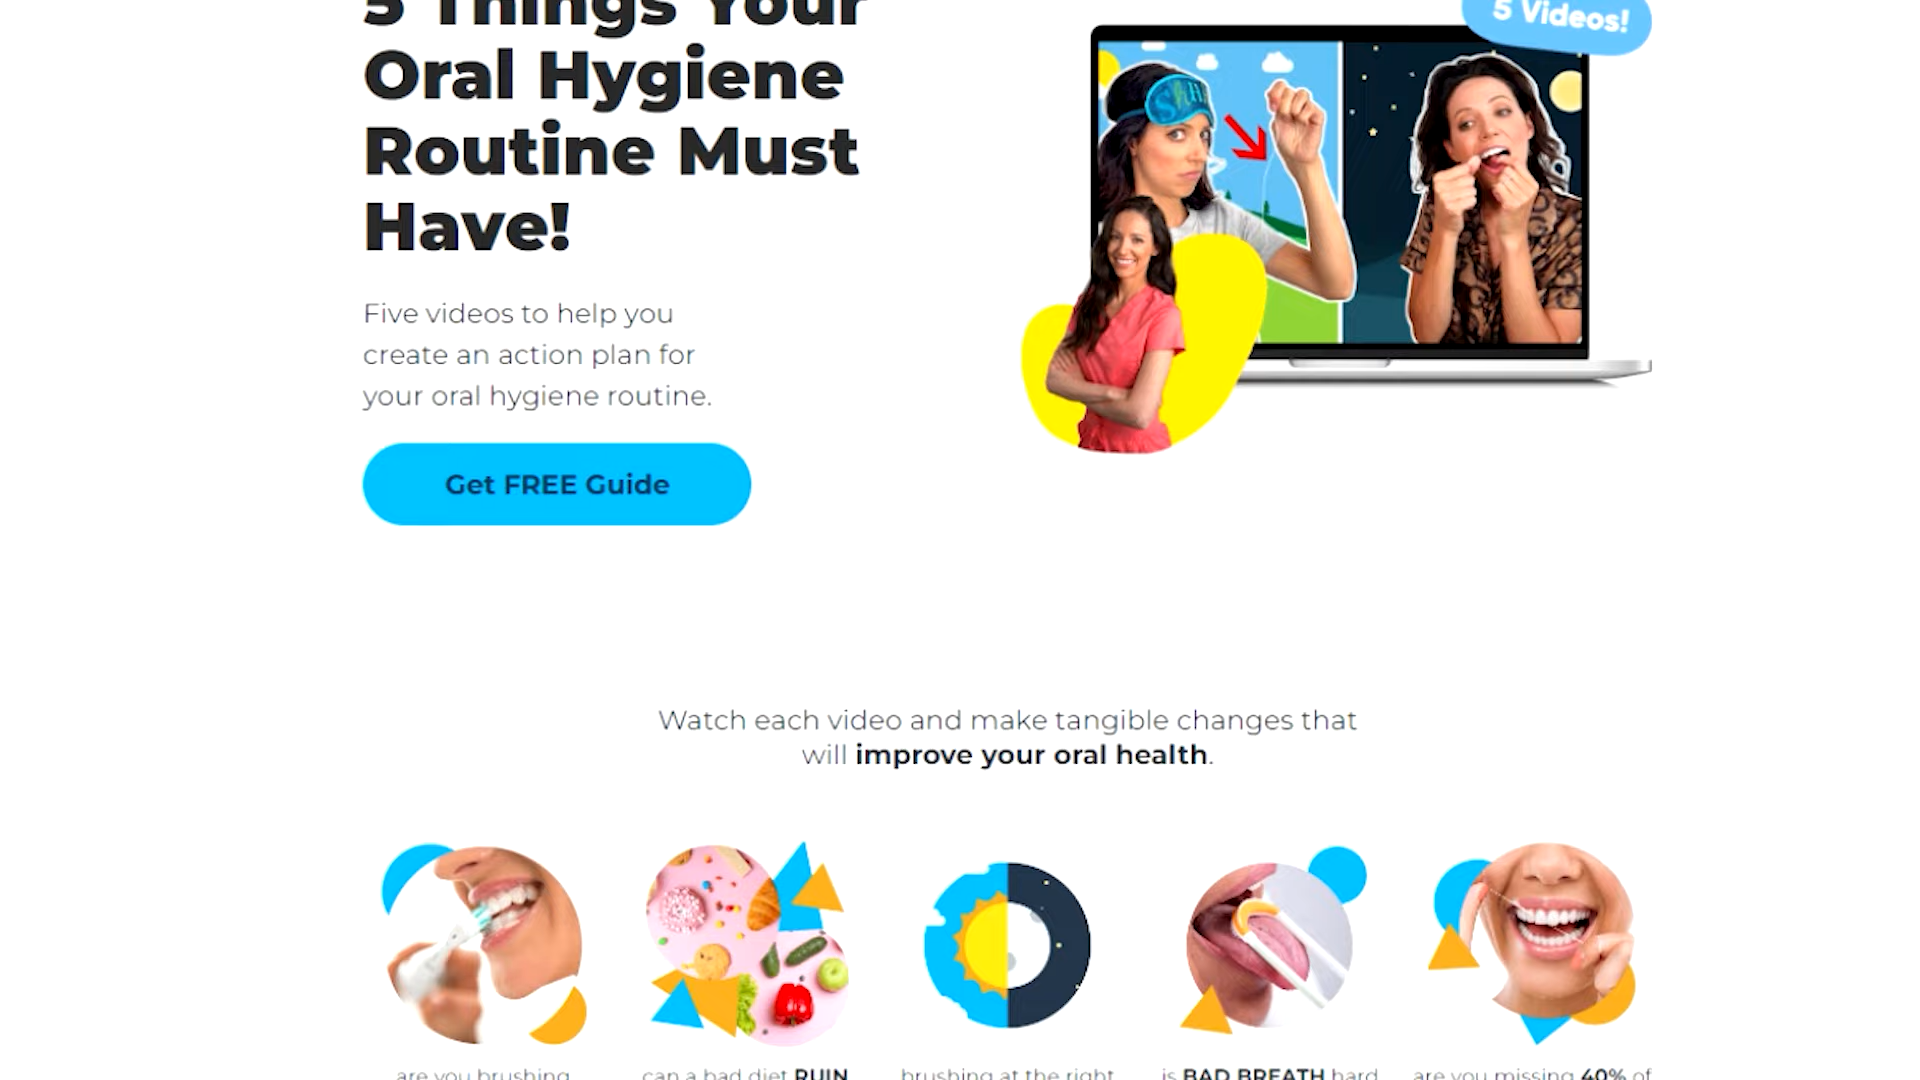 5 Things Your
Oral Hygiene
Routine Must
Have!
5 Videos!
Five videos to help you
create an action plan for
your oral hygiene routine.
Get FREE Guide
Watch each video and make tangible changes that
will improve your oral health.
are you brushing
can a bad diet RUIN
brushing at the right
is BAD BREATH hard
are you missing 40% of